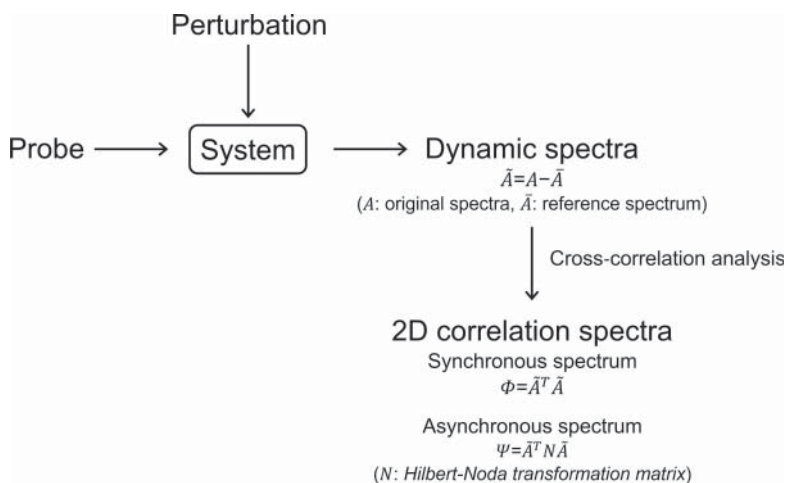 Perturbation
Probe
System
Dynamic spectra
Ã=A−Ā
(A: original spectra, Ā: reference spectrum)
Cross-correlation analysis
2D correlation spectra
Synchronous spectrum
Φ=Ãᵀ Ã
Asynchronous spectrum
Ψ=ÃᵀNÃ
(N: Hilbert-Noda transformation matrix)